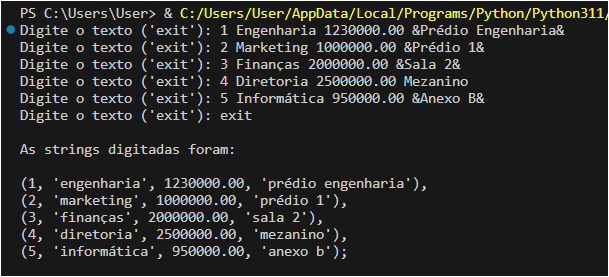 PS C:\Users\User> & C:/Users/User/AppData/Local/Programs/Python/Python311/
Digite o texto ('exit'): 1 Engenharia 1230000.00 &Prédio Engenharia&
Digite o texto ('exit'): 2 Marketing 1000000.00 &Prédio 1&
Digite o texto ('exit'): 3 Finanças 2000000.00 &Sala 2&
Digite o texto ('exit'): 4 Diretoria 2500000.00 Mezanino
Digite o texto ('exit'): 5 Informática 950000.00 &Anexo B&
Digite o texto ('exit'): exit
As strings digitadas foram:
(1, 'engenharia', 1230000.00, 'prédio engenharia'),
(2, 'marketing', 1000000.00, 'prédio 1'),
(3, 'finanças', 2000000.00, 'sala 2'),
(4, 'diretoria', 2500000.00, 'mezanino'),
(5, 'informática', 950000.00, 'anexo b');